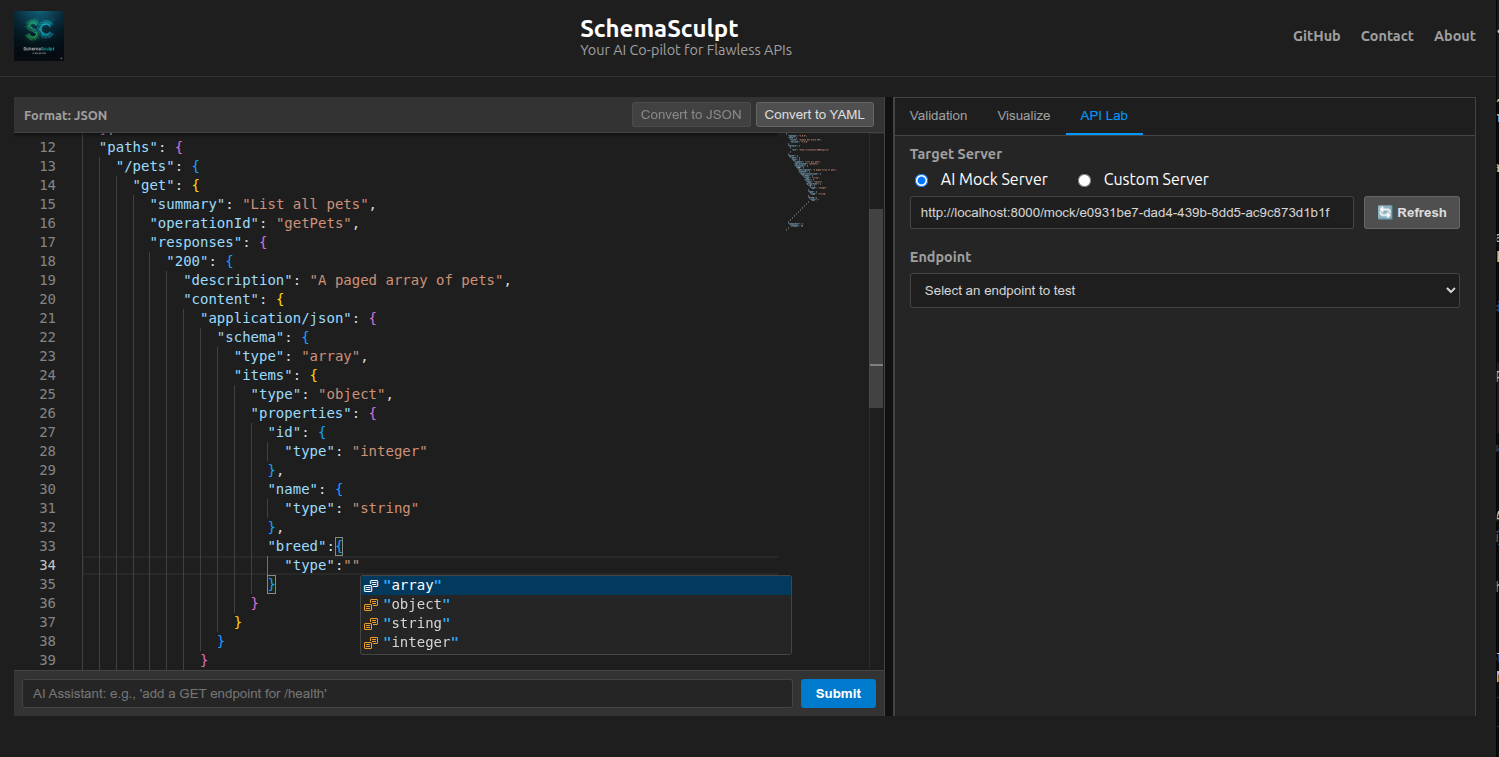 SC
SchemaSculpt
SchemaSculpt
Your AI Co-pilot for Flawless APIs
GitHub Contact About
Format: JSON
Convert to JSON Convert to YAML
12 "paths": {
13 "/pets": {
14 "get": {
15 "summary": "List all pets",
16 "operationId": "getPets",
17 "responses": {
18 "200": {
19 "description": "A paged array of pets",
20 "content": {
21 "application/json": {
22 "schema": {
23 "type": "array",
24 "items": {
25 "type": "object",
26 "properties": {
27 "id": {
28 "type": "integer"
29 },
30 "name": {
31 "type": "string"
32 },
33 "breed":{
34 "type":""
35 }
36 }
37 }
38 }
39 }
"array"
"object"
"string"
"integer"
AI Assistant: e.g., 'add a GET endpoint for /health'
Submit
Validation Visualize API Lab
Target Server
AI Mock Server Custom Server
http://localhost:8000/mock/e0931be7-dad4-439b-8dd5-ac9c873d1b1f
Refresh
Endpoint
Select an endpoint to test